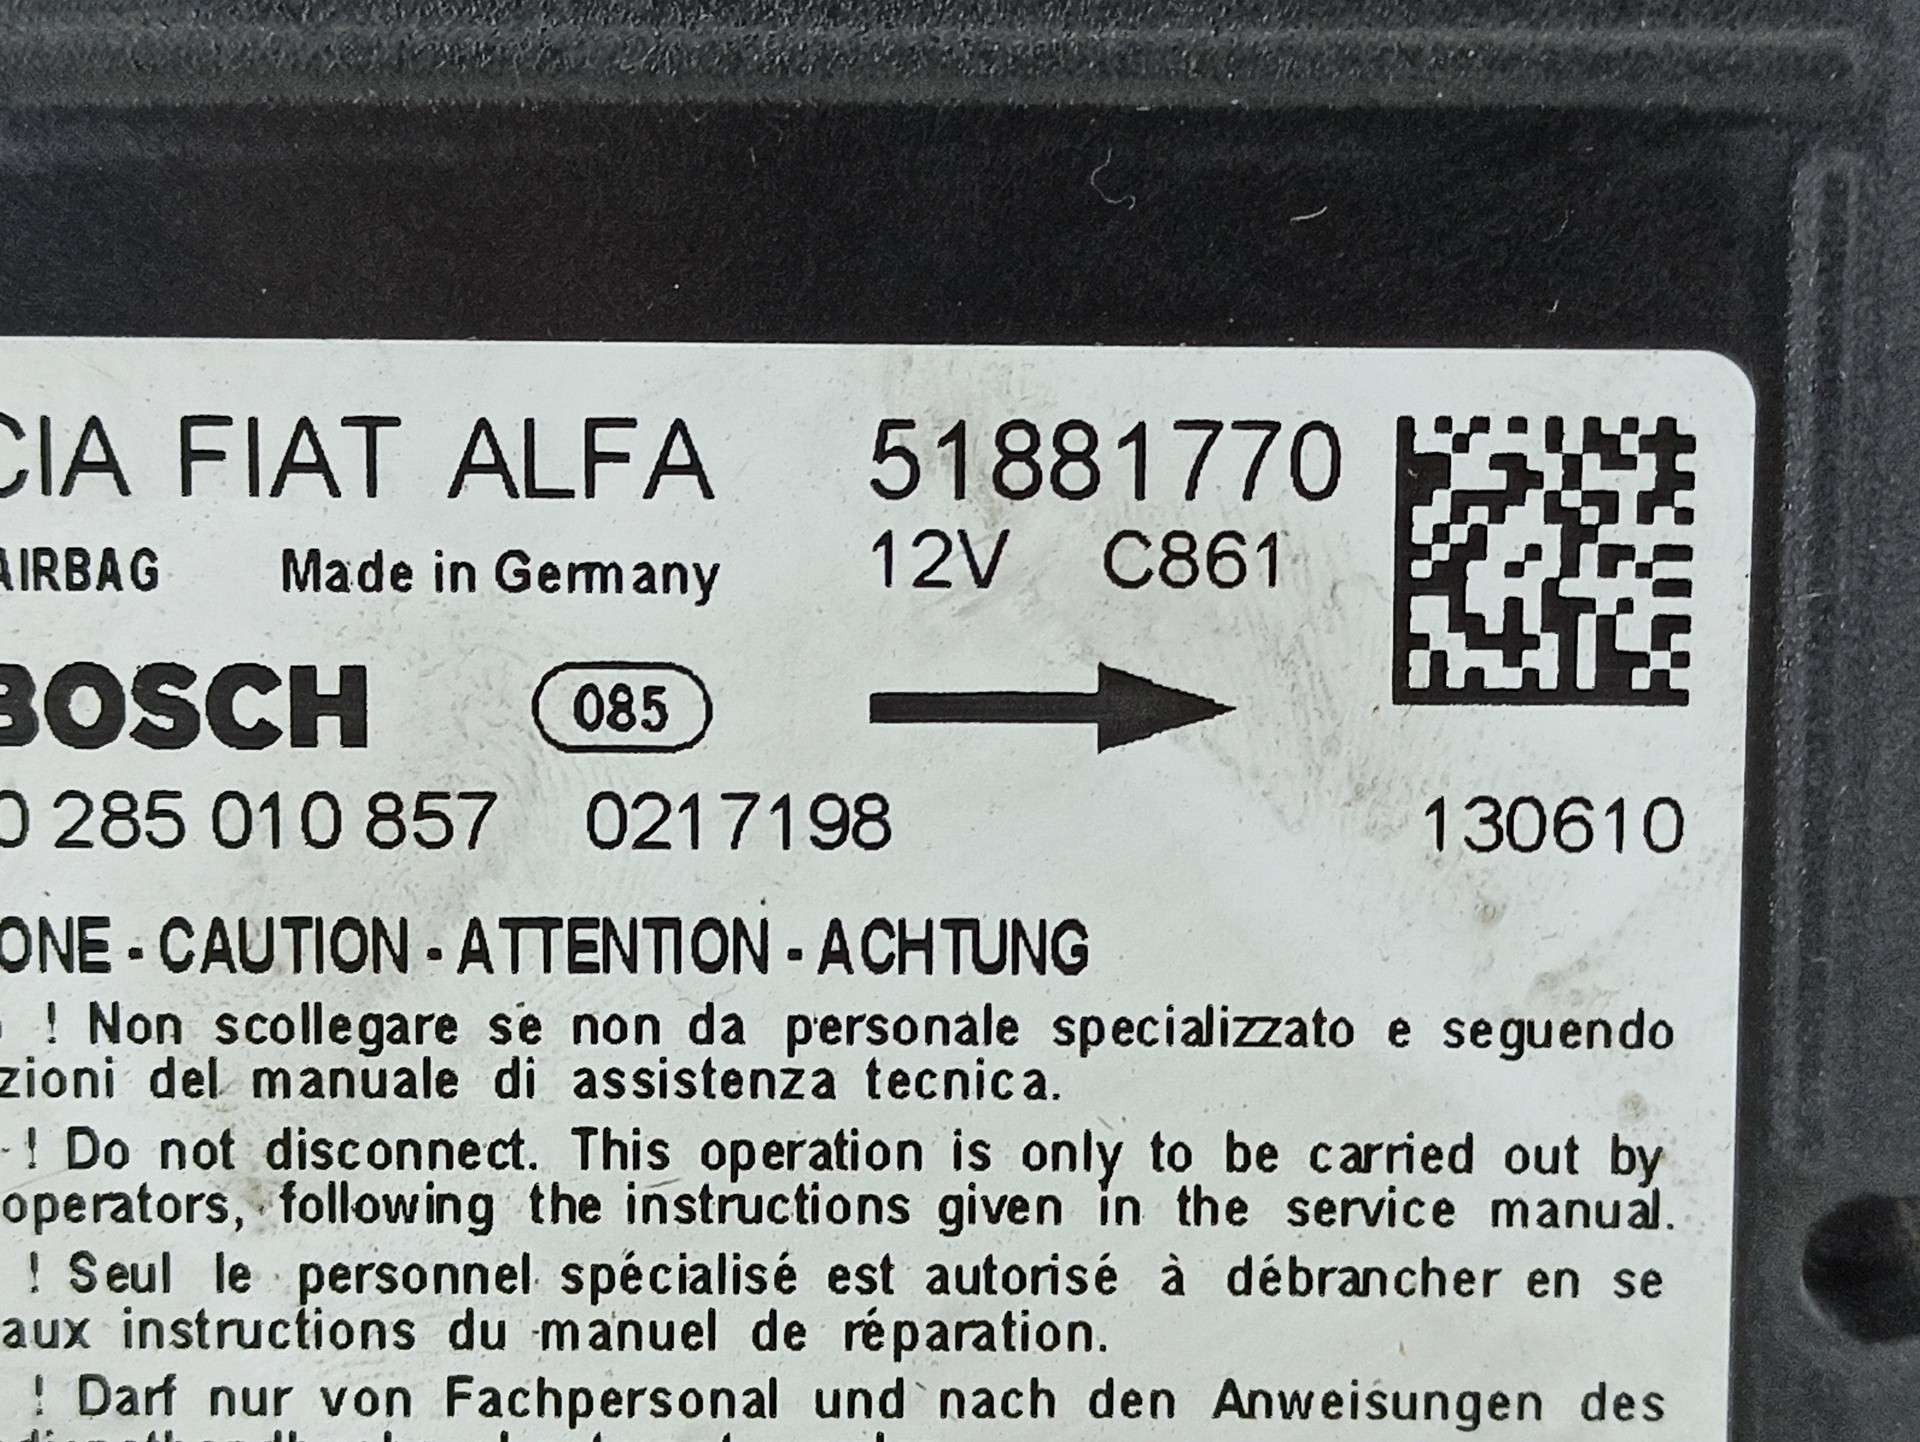 CIA FIAT ALFA 51881770
AIRBAG Made in Germany 12V C861
BOSCH 085
0 285 010 857 0217198 130610
ONE - CAUTION - ATTENTION - ACHTUNG
! Non scollegare se non da personale specializzato e seguendo
zioni del manuale di assistenza tecnica.
! Do not disconnect. This operation is only to be carried out by
operators, following the instructions given in the service manual.
! Seul le personnel spécialisé est autorisé à débrancher en se
aux instructions du manuel de réparation.
! Darf nur von Fachpersonal und nach den Anweisungen des